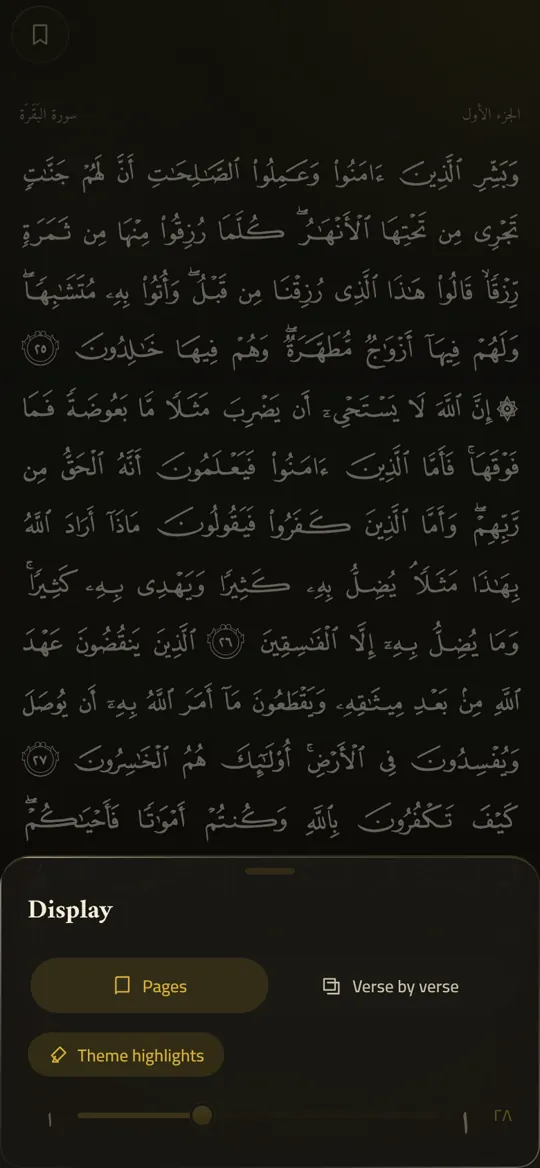 سورة البقرة الجزء الأول
وَبَشِّرِ ٱلَّذِينَ ءَامَنُوا۟ وَعَمِلُوا۟ ٱلصَّـٰلِحَـٰتِ أَنَّ لَهُمْ جَنَّـٰتٍ
تَجْرِى مِن تَحْتِهَا ٱلْأَنْهَـٰرُ ۖ كُلَّمَا رُزِقُوا۟ مِنْهَا مِن ثَمَرَةٍ
رِّزْقًا ۙ قَالُوا۟ هَـٰذَا ٱلَّذِى رُزِقْنَا مِن قَبْلُ ۖ وَأُتُوا۟ بِهِۦ مُتَشَـٰبِهًا ۖ
وَلَهُمْ فِيهَآ أَزْوَٰجٌ مُّطَهَّرَةٌ ۖ وَهُمْ فِيهَا خَـٰلِدُونَ ٢٥
۞ إِنَّ ٱللَّهَ لَا يَسْتَحْىِۦٓ أَن يَضْرِبَ مَثَلًا مَّا بَعُوضَةً فَمَا
فَوْقَهَا ۚ فَأَمَّا ٱلَّذِينَ ءَامَنُوا۟ فَيَعْلَمُونَ أَنَّهُ ٱلْحَقُّ مِن
رَّبِّهِمْ ۖ وَأَمَّا ٱلَّذِينَ كَفَرُوا۟ فَيَقُولُونَ مَاذَآ أَرَادَ ٱللَّهُ
بِهَـٰذَا مَثَلًا ۘ يُضِلُّ بِهِۦ كَثِيرًا وَيَهْدِى بِهِۦ كَثِيرًا ۚ
وَمَا يُضِلُّ بِهِۦٓ إِلَّا ٱلْفَـٰسِقِينَ ٢٦ ٱلَّذِينَ يَنقُضُونَ عَهْدَ
ٱللَّهِ مِنۢ بَعْدِ مِيثَـٰقِهِۦ وَيَقْطَعُونَ مَآ أَمَرَ ٱللَّهُ بِهِۦٓ أَن يُوصَلَ
وَيُفْسِدُونَ فِى ٱلْأَرْضِ ۚ أُو۟لَـٰٓئِكَ هُمُ ٱلْخَـٰسِرُونَ ٢٧
كَيْفَ تَكْفُرُونَ بِٱللَّهِ وَكُنتُمْ أَمْوَٰتًا فَأَحْيَـٰكُمْ ۖ
Display
Pages Verse by verse
Theme highlights
ا ا ٢٨